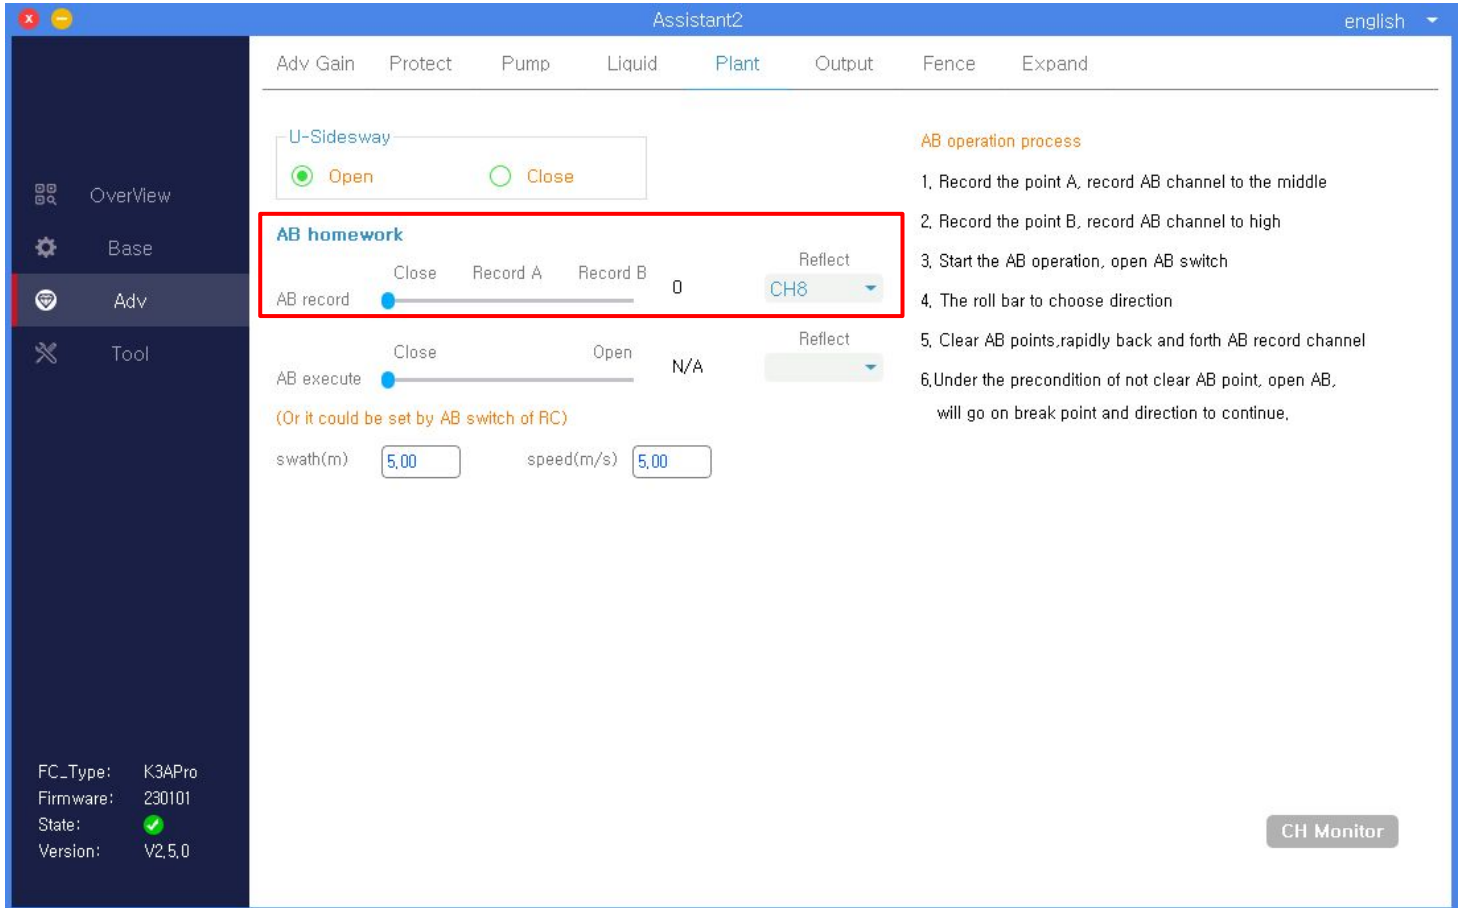 Assistant2
english
Adv Gain Protect Pump Liquid Plant Output Fence Expand
OverView
Base
Adv
Tool
FC_Type: K3APro
Firmware: 230101
State:
Version: V2.5.0
U-Sidesway
Open Close
AB homework
Close Record A Record B Reflect
AB record 0 CH8
Close Open Reflect
AB execute N/A
(Or it could be set by AB switch of RC)
swath(m) 5.00 speed(m/s) 5.00
AB operation process
1. Record the point A, record AB channel to the middle
2. Record the point B, record AB channel to high
3. Start the AB operation, open AB switch
4. The roll bar to choose direction
5. Clear AB points,rapidly back and forth AB record channel
6.Under the precondition of not clear AB point, open AB,
will go on break point and direction to continue.
CH Monitor